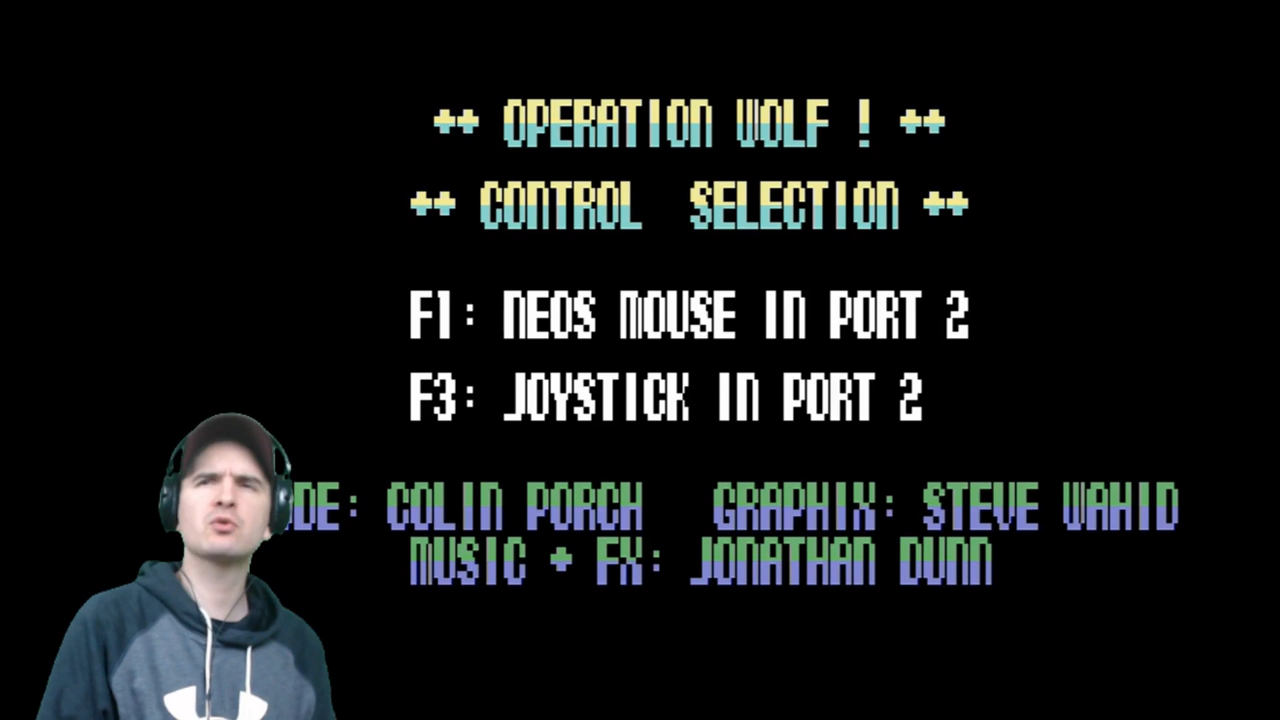 ++ OPERATION WOLF ! ++
++ CONTROL SELECTION ++
F1: NEOS MOUSE IN PORT 2
F3: JOYSTICK IN PORT 2
DE: COLIN PORCH GRAPHIX: STEVE WAHID
MUSIC + FX: JONATHAN DUNN